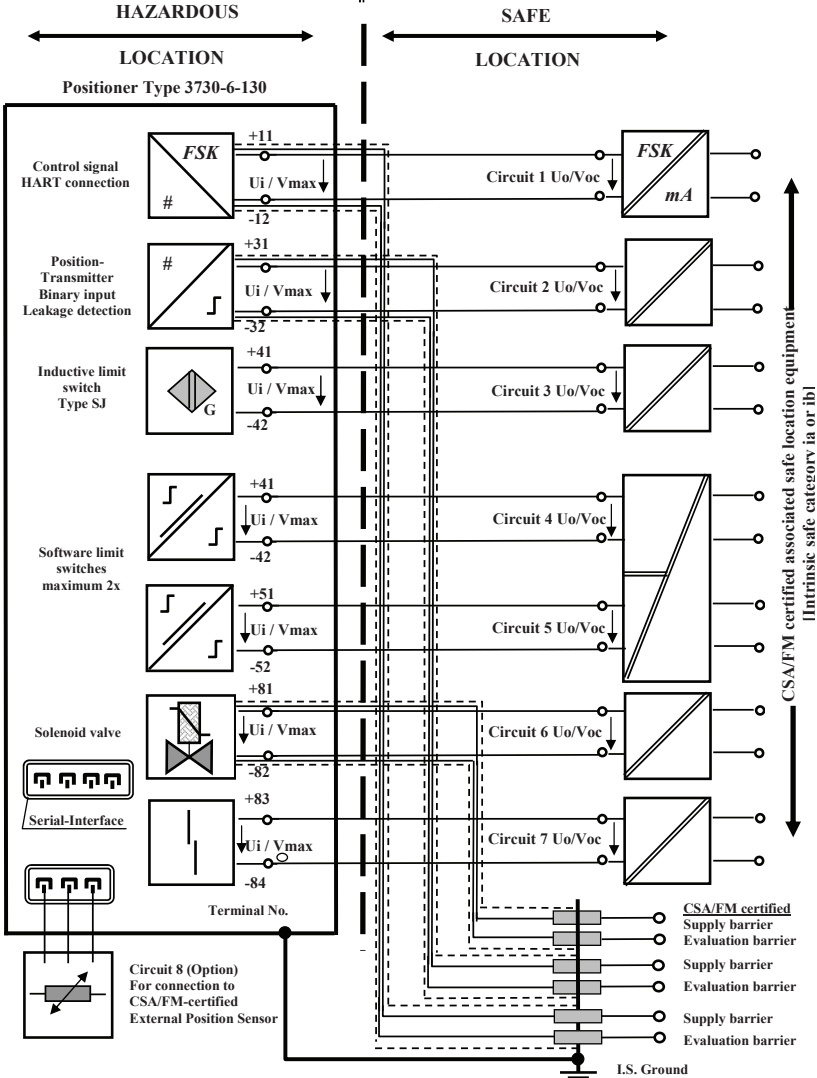 HAZARDOUS
SAFE
LOCATION
LOCATION
Positioner Type 3730-6-130
Control signal
HART connection
FSK
#
+11
Ui / Vmax
-12
Circuit 1 Uo/Voc
FSK
mA
Position-
Transmitter
Binary input
Leakage detection
#
+31
Ui / Vmax
-32
Circuit 2 Uo/Voc
Inductive limit
switch
Type SJ
G
+41
Ui / Vmax
-42
Circuit 3 Uo/Voc
Software limit
switches
maximum 2x
+41
Ui / Vmax
-42
Circuit 4 Uo/Voc
+51
Ui / Vmax
-52
Circuit 5 Uo/Voc
Solenoid valve
+81
Ui / Vmax
-82
Circuit 6 Uo/Voc
Serial-Interface
+83
Ui / Vmax
-84
Circuit 7 Uo/Voc
CSA/FM certified associated safe location equipment
[Intrinsic safe category ia or ib]
Terminal No.
Circuit 8 (Option)
For connection to
CSA/FM-certified
External Position Sensor
CSA/FM certified
Supply barrier
Evaluation barrier
Supply barrier
Evaluation barrier
Supply barrier
Evaluation barrier
I.S. Ground